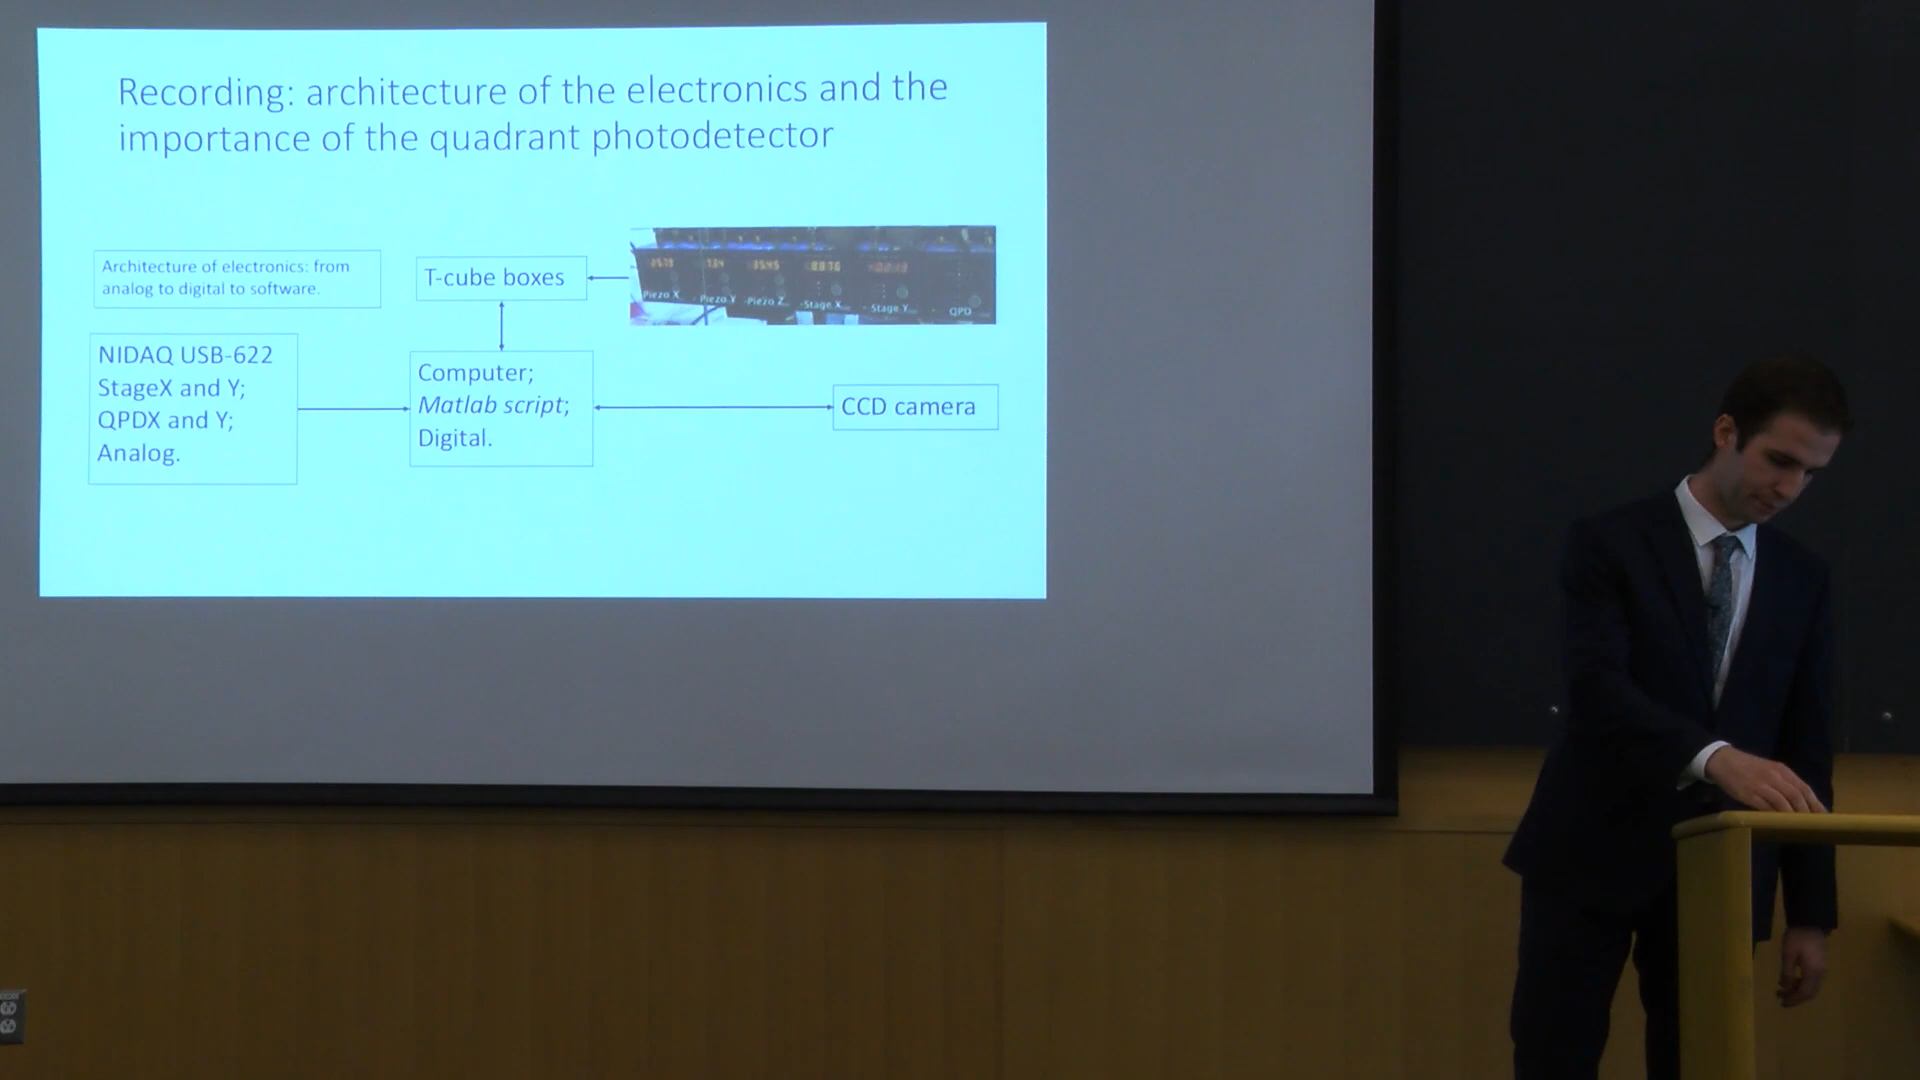 Recording: architecture of the electronics and the
importance of the quadrant photodetector
Architecture of electronics: from
analog to digital to software.
T-cube boxes
Piezo X
Piezo Y
Piezo Z
Stage X
Stage Y
QPD
NIDAQ USB-622
StageX and Y;
QPDX and Y;
Analog.
Computer;
Matlab script;
Digital.
CCD camera